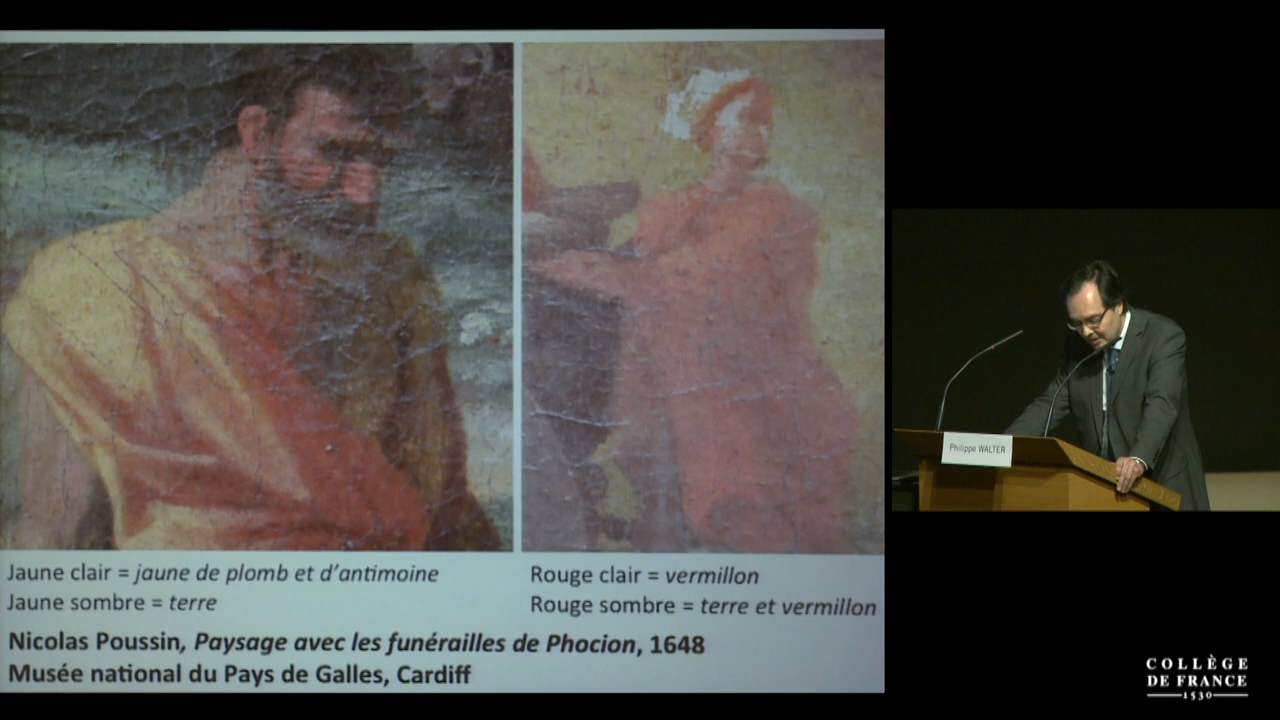 Jaune clair = jaune de plomb et d'antimoine
Jaune sombre = terre
Rouge clair = vermillon
Rouge sombre = terre et vermillon
Nicolas Poussin, Paysage avec les funérailles de Phocion, 1648
Musée national du Pays de Galles, Cardiff
Philippe WALTER
COLLÈGE
DE FRANCE
1530